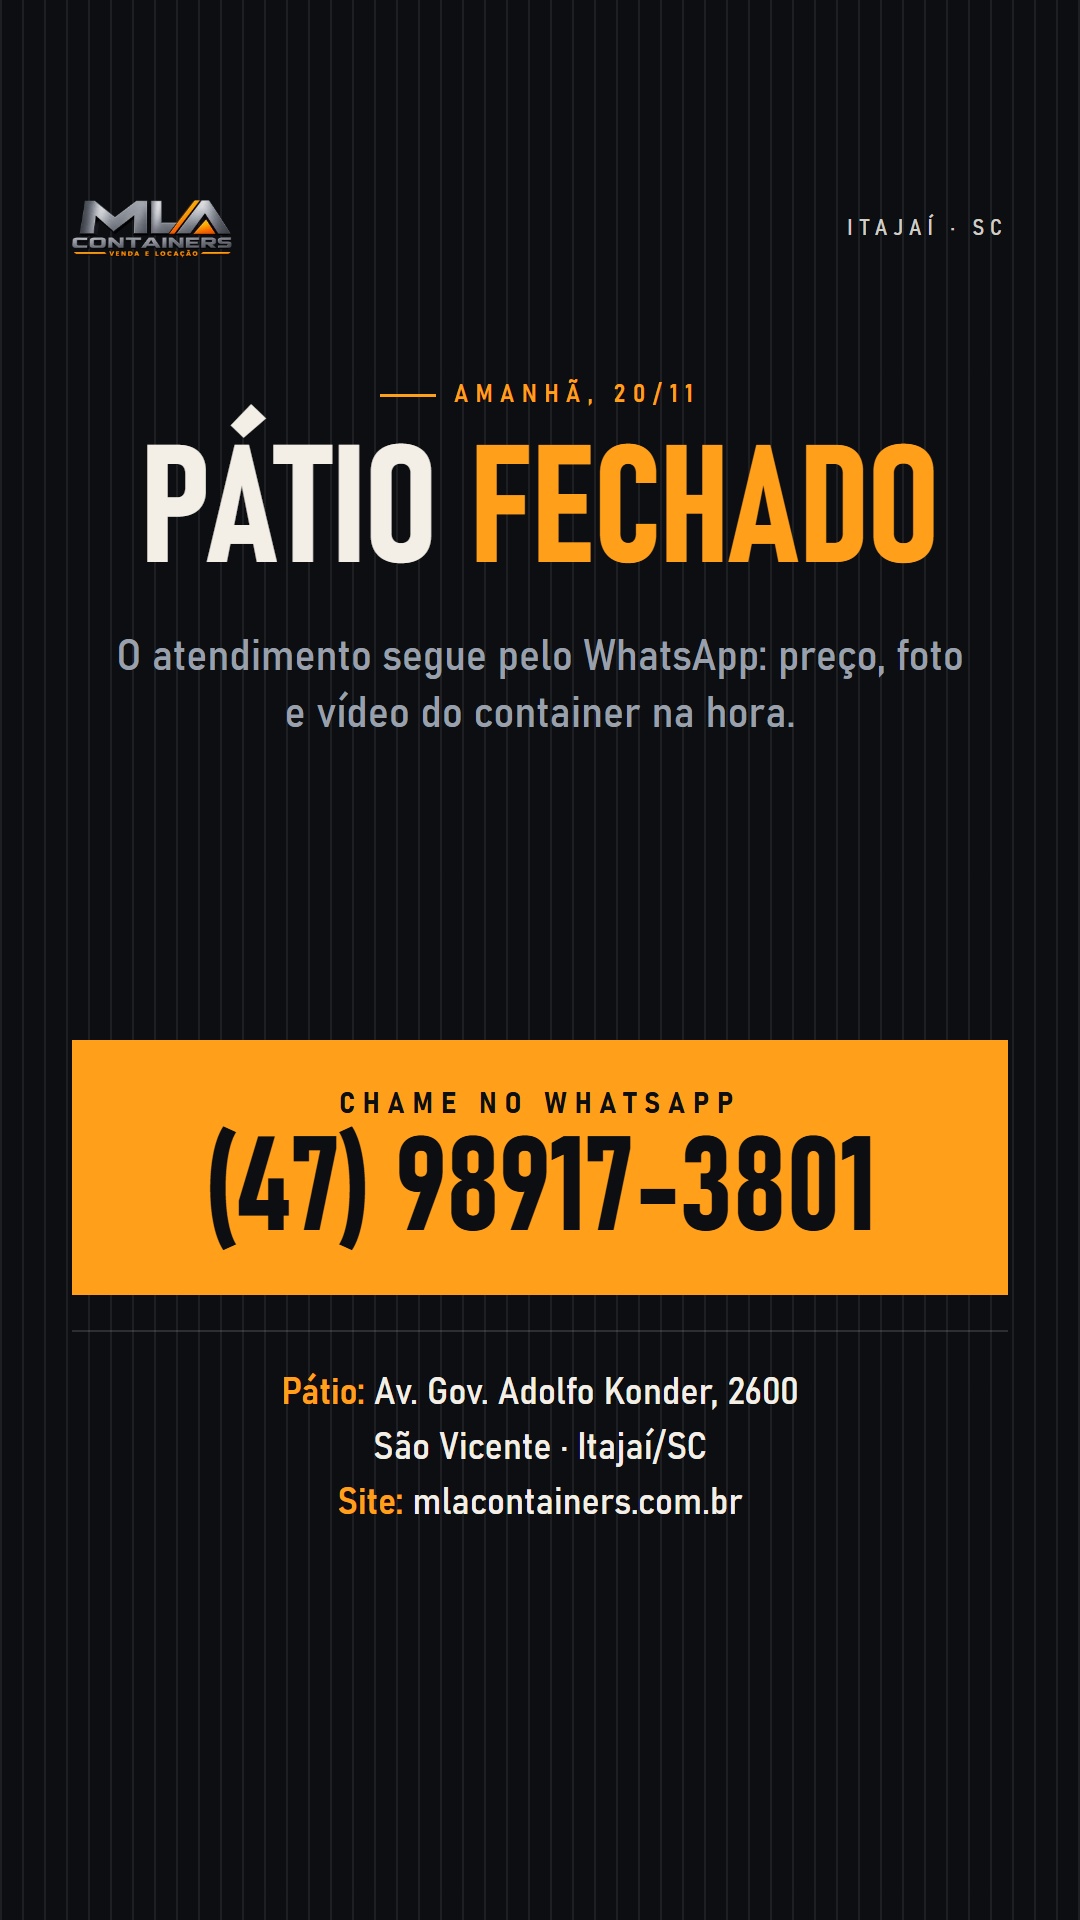 MLA
CONTAINERS
VENDA E LOCAÇÃO
ITAJAÍ · SC
AMANHÃ, 20/11
PÁTIO FECHADO
O atendimento segue pelo WhatsApp: preço, foto
e vídeo do container na hora.
CHAME NO WHATSAPP
(47) 98917-3801
Pátio: Av. Gov. Adolfo Konder, 2600
São Vicente · Itajaí/SC
Site: mlacontainers.com.br